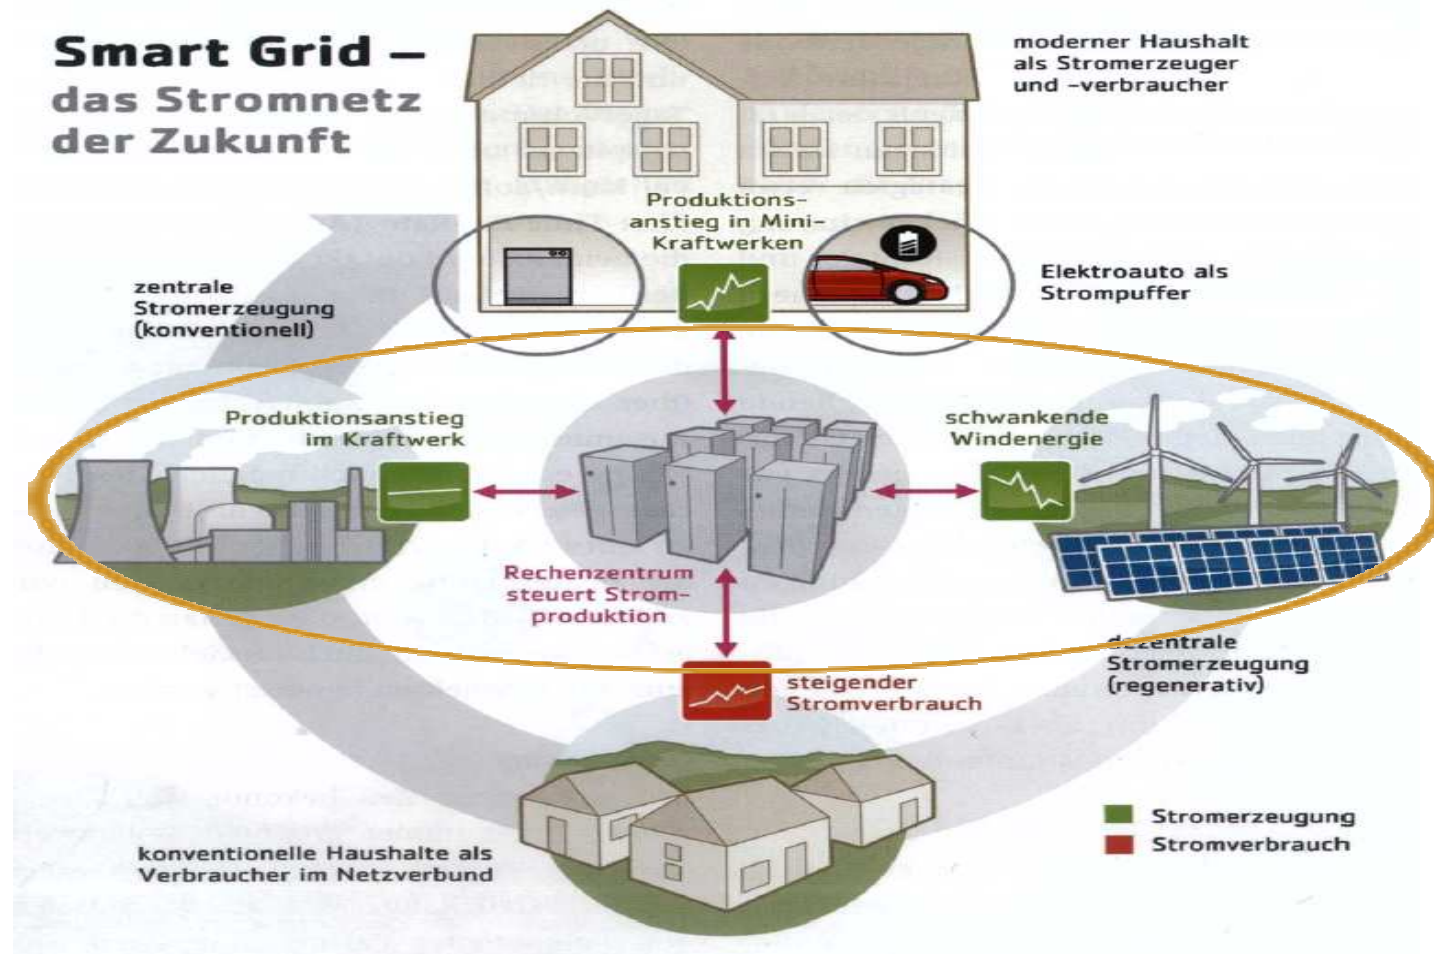 Smart Grid –
das Stromnetz
der Zukunft
moderner Haushalt
als Stromerzeuger
und -verbraucher
Produktions-
anstieg in Mini-
Kraftwerken
Elektroauto als
Strompuffer
zentrale
Stromerzeugung
(konventionell)
Produktionsanstieg
im Kraftwerk
schwankende
Windenergie
Rechenzentrum
steuert Strom-
produktion
dezentrale
Stromerzeugung
(regenerativ)
steigender
Stromverbrauch
konventionelle Haushalte als
Verbraucher im Netzverbund
Stromerzeugung
Stromverbrauch